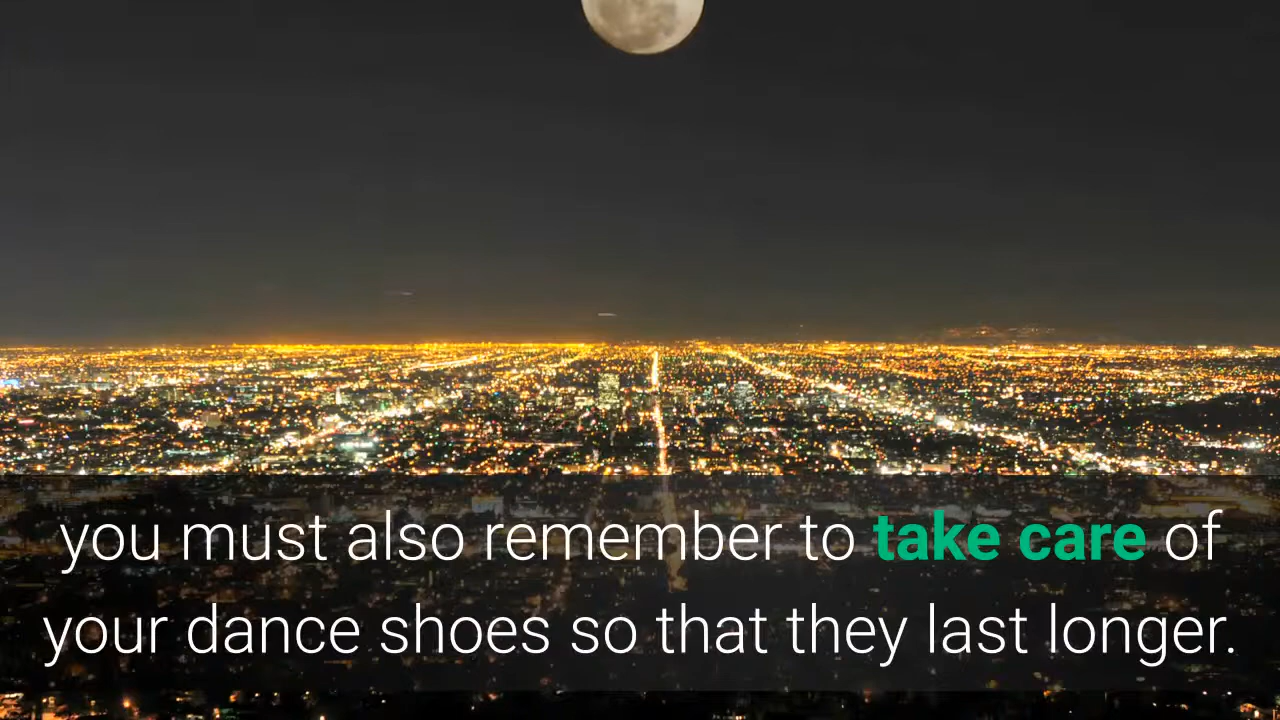 you must also remember to take care of
your dance shoes so that they last longer.